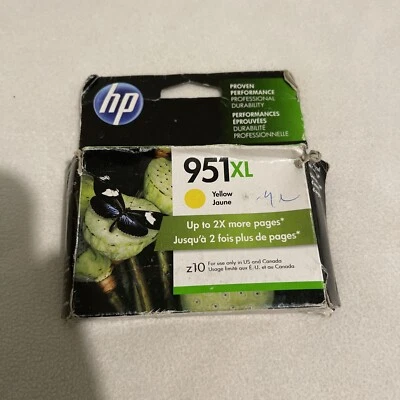 hp
PROVEN
PERFORMANCE
PROFESSIONAL
DURABILITY
PERFORMANCES
ÉPROUVÉES
DURABILITÉ
PROFESSIONNELLE
951XL
Yellow
Jaune
Up to 2X more pages*
Jusqu'à 2 fois plus de pages*
z10
For use only in US and Canada
Usage limité aux É. U. et au Canada.